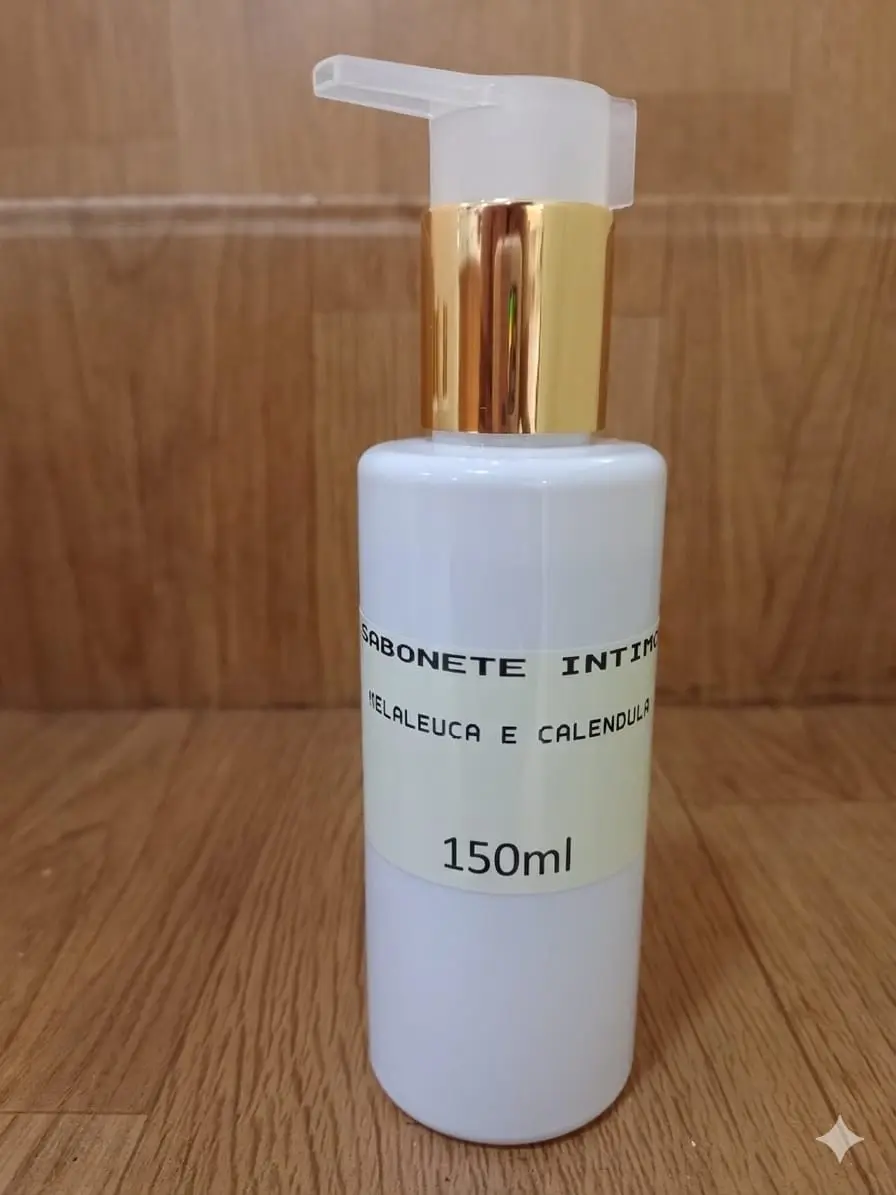 SABONETE INTIMO
MELALEUCA E CALENDULA
150ml